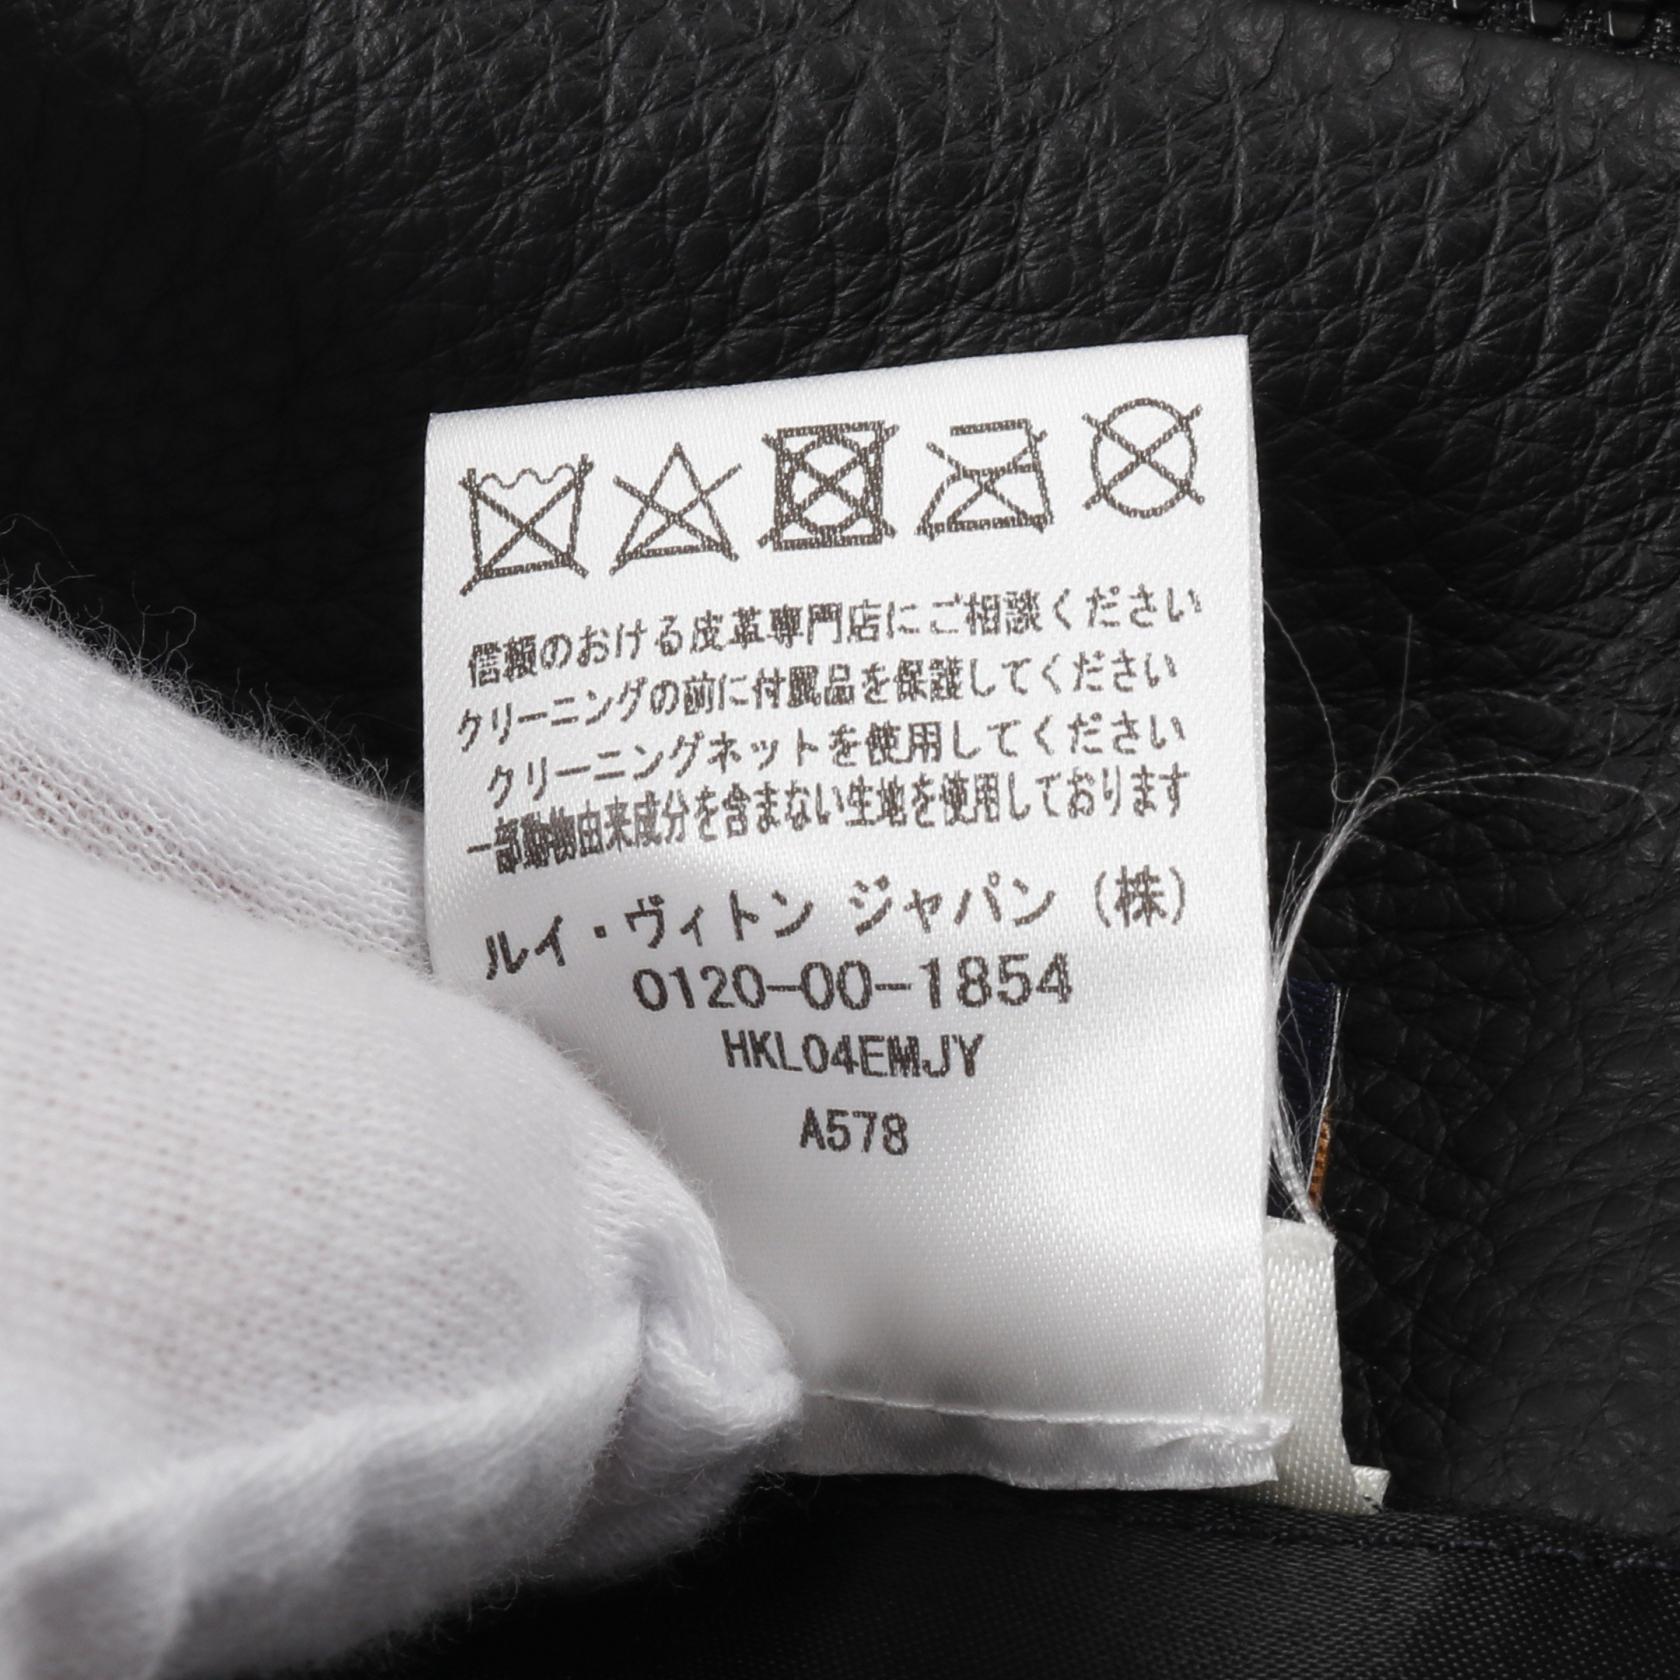 信頼のおける皮革専門店にご相談ください
クリーニングの前に付属品を保護してください
クリーニングネットを使用してください
一部動物由来成分を含まない生地を使用しております
ルイ・ヴィトン ジャパン (株)
0120-00-1854
HKL04EMJY
A578